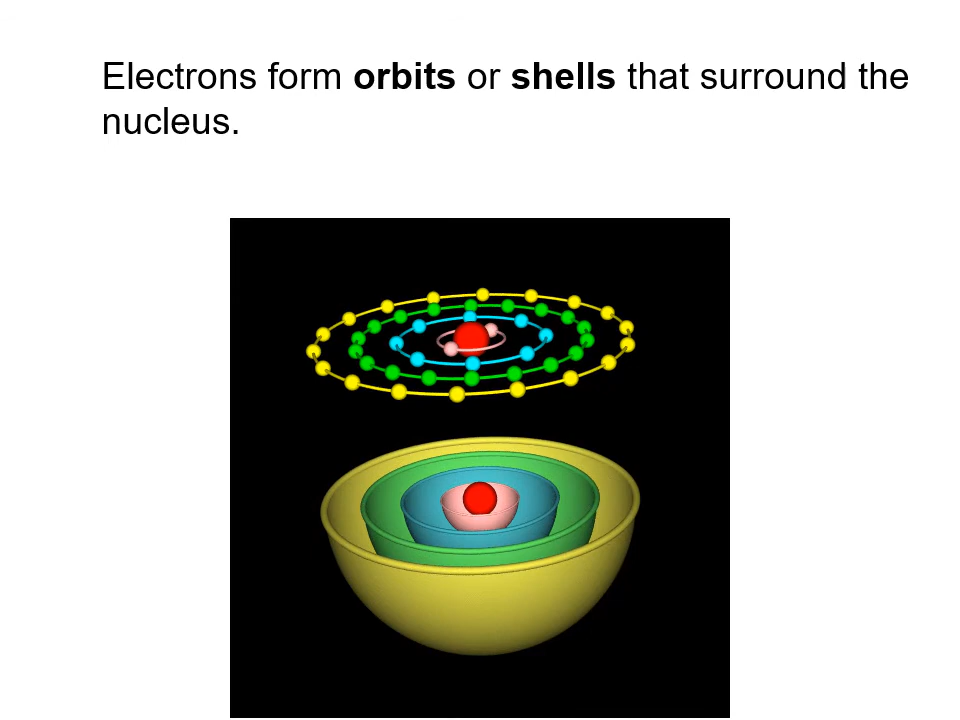 Electrons form orbits or shells that surround the
nucleus.